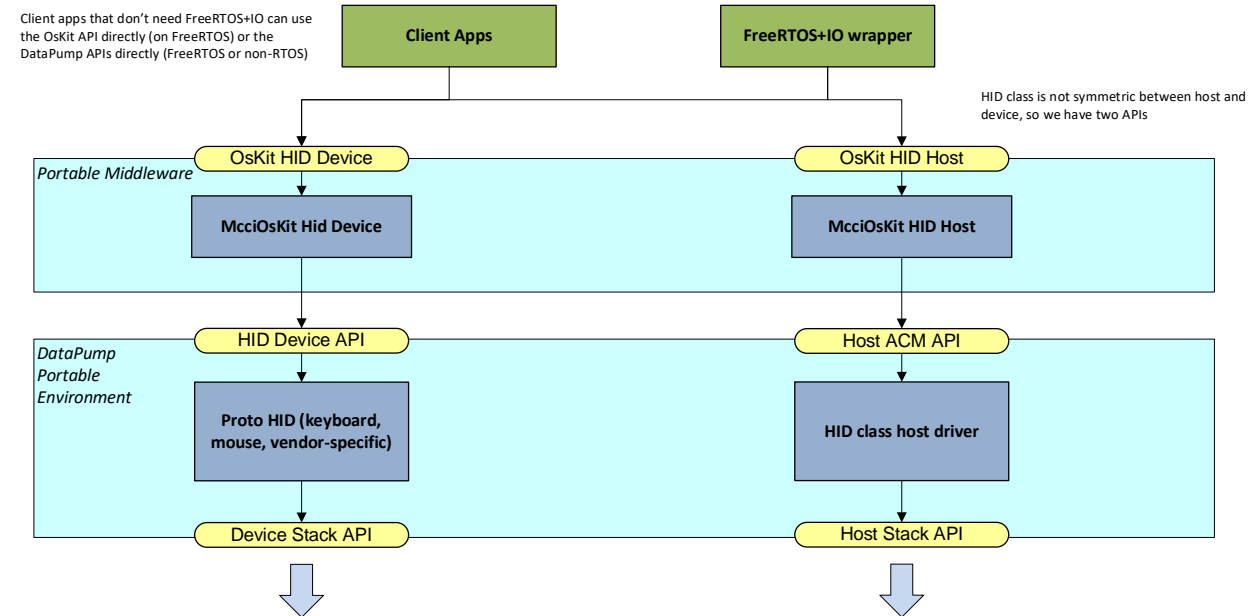 Client apps that don't need FreeRTOS+IO can use
the OsKit API directly (on FreeRTOS) or the
DataPump APIs directly (FreeRTOS or non-RTOS)
Client Apps
FreeRTOS+IO wrapper
HID class is not symmetric between host and
device, so we have two APIs
OsKit HID Device
OsKit HID Host
Portable Middleware
McciOsKit Hid Device
McciOsKit HID Host
HID Device API
Host ACM API
DataPump
Portable
Environment
Proto HID (keyboard,
mouse, vendor-specific)
HID class host driver
Device Stack API
Host Stack API